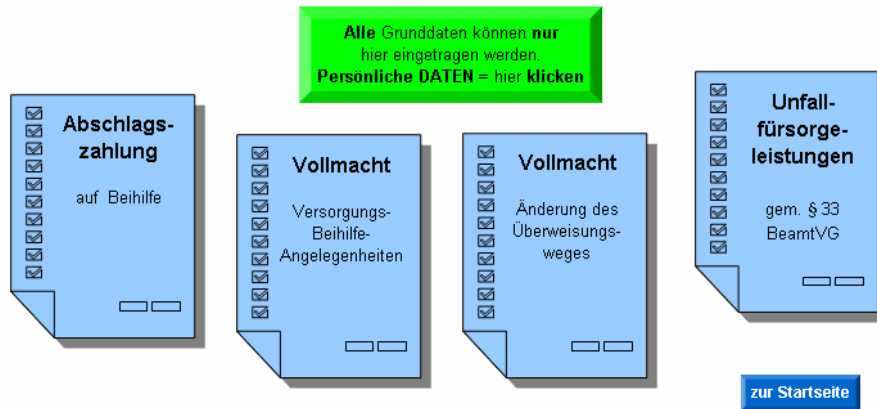 Alle Grunddaten können nur
hier eingetragen werden.
Persönliche DATEN = hier klicken
Abschlags-
zahlung
auf Beihilfe
Vollmacht
Versorgungs-
Beihilfe-
Angelegenheiten
Vollmacht
Änderung des
Überweisungs-
weges
Unfall-
fürsorge-
leistungen
gem. § 33
BeamtVG
zur Startseite